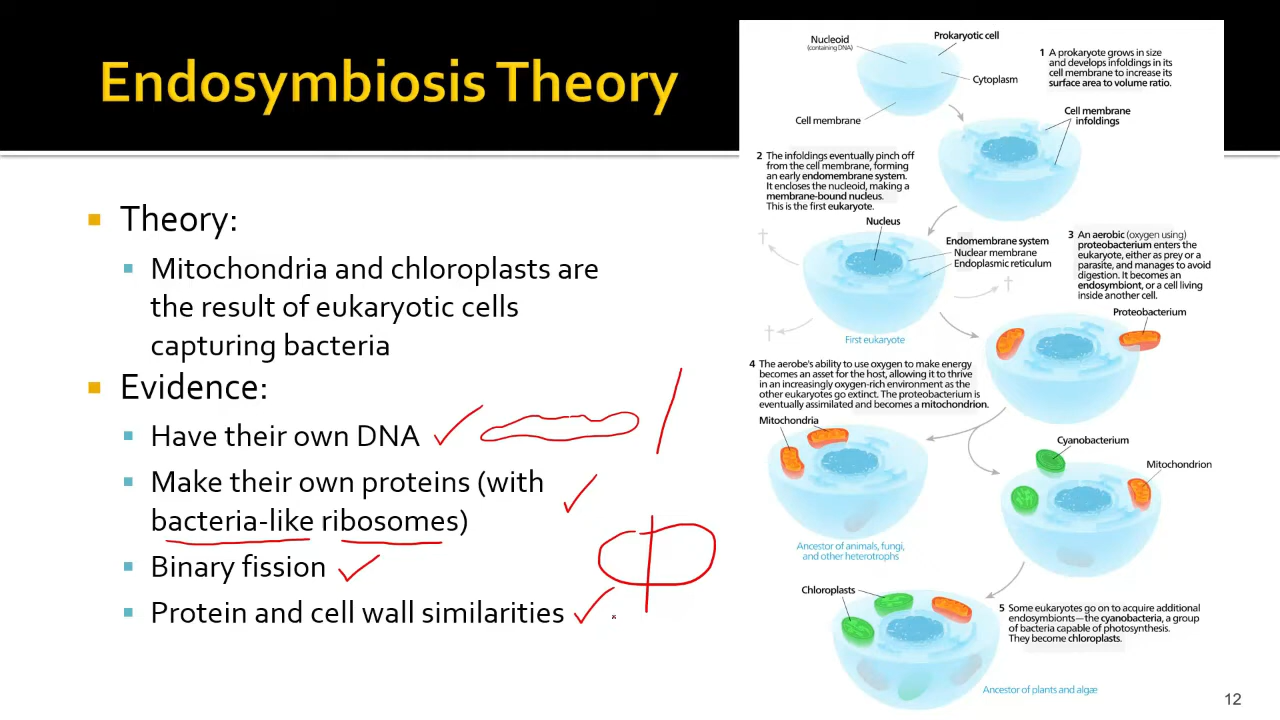 Endosymbiosis Theory
Theory:
Mitochondria and chloroplasts are
the result of eukaryotic cells
capturing bacteria
Evidence:
Have their own DNA
Make their own proteins (with
bacteria-like ribosomes)
Binary fission
Protein and cell wall similarities
Nucleoid
(containing DNA)
Prokaryotic cell
Cytoplasm
Cell membrane
1 A prokaryote grows in size
and develops infoldings in its
cell membrane to increase its
surface area to volume ratio.
Cell membrane
infoldings
2 The infoldings eventually pinch off
from the cell membrane, forming
an early endomembrane system.
It encloses the nucleoid, making a
membrane-bound nucleus.
This is the first eukaryote.
Nucleus
Endomembrane system
Nuclear membrane
Endoplasmic reticulum
First eukaryote
3 An aerobic (oxygen using)
proteobacterium enters the
eukaryote, either as prey or a
parasite, and manages to avoid
digestion. It becomes an
endosymbiont, or a cell living
inside another cell.
Proteobacterium
4 The aerobe's ability to use oxygen to make energy
becomes an asset for the host, allowing it to thrive
in an increasingly oxygen-rich environment as the
other eukaryotes go extinct. The proteobacterium is
eventually assimilated and becomes a mitochondrion.
Mitochondria
Ancestor of animals, fungi,
and other heterotrophs
Cyanobacterium
Mitochondrion
Chloroplasts
5 Some eukaryotes go on to acquire additional
endosymbionts—the cyanobacteria, a group
of bacteria capable of photosynthesis.
They become chloroplasts.
Ancestor of plants and algæ
12